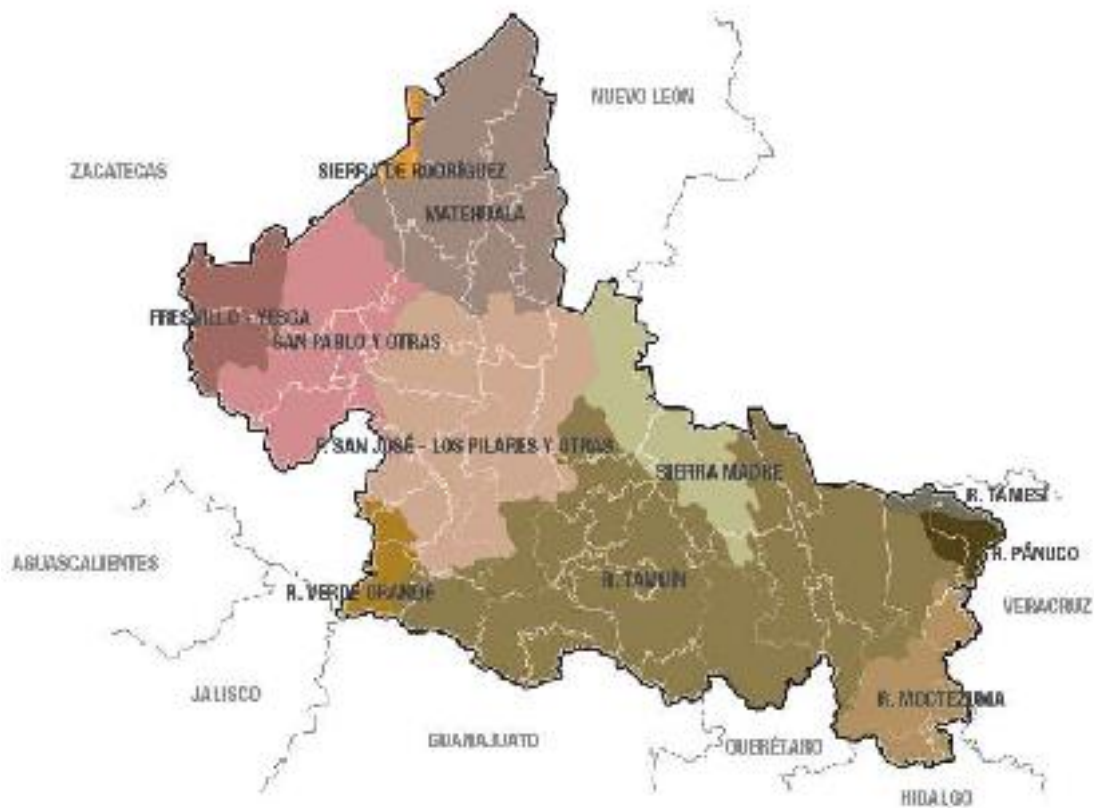 NUEVO LEÓN
ZACATECAS
SIERRA DE RODRÍGUEZ
MATEHUALA
FRESNILLO - YESCA
SAN PABLO Y OTRAS
P. SAN JOSÉ - LOS PILARES Y OTRAS
SIERRA MADRE
R. TAMESÍ
R. PÁNUCO
AGUASCALIENTES
R. VERDE GRANDE
R. TAMUÍN
VERACRUZ
JALISCO
R. MOCTEZUMA
GUANAJUATO
QUERÉTARO
HIDALGO